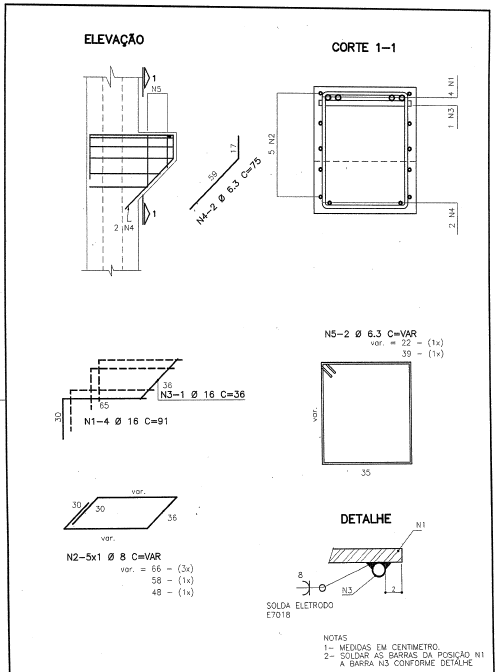 ELEVAÇÃO
CORTE 1-1
1
N5
17
59
N4-2 Ø 6.3 C=75
1
2 N4
4 N1
1 N3
5 N2
2 N4
N5-2 Ø 6.3 C=VAR
var. = 22 - (1x)
39 - (1x)
36
N3-1 Ø 16 C=36
65
30
N1-4 Ø 16 C=91
var.
35
var.
30
30
36
var.
N2-5x1 Ø 8 C=VAR
var. = 66 - (3x)
58 - (1x)
48 - (1x)
DETALHE
N1
8
N3
2
SOLDA ELETRODO
E7018
NOTAS
1- MEDIDAS EM CENTIMETRO.
2- SOLDAR AS BARRAS DA POSIÇÃO N1
A BARRA N3 CONFORME DETALHE